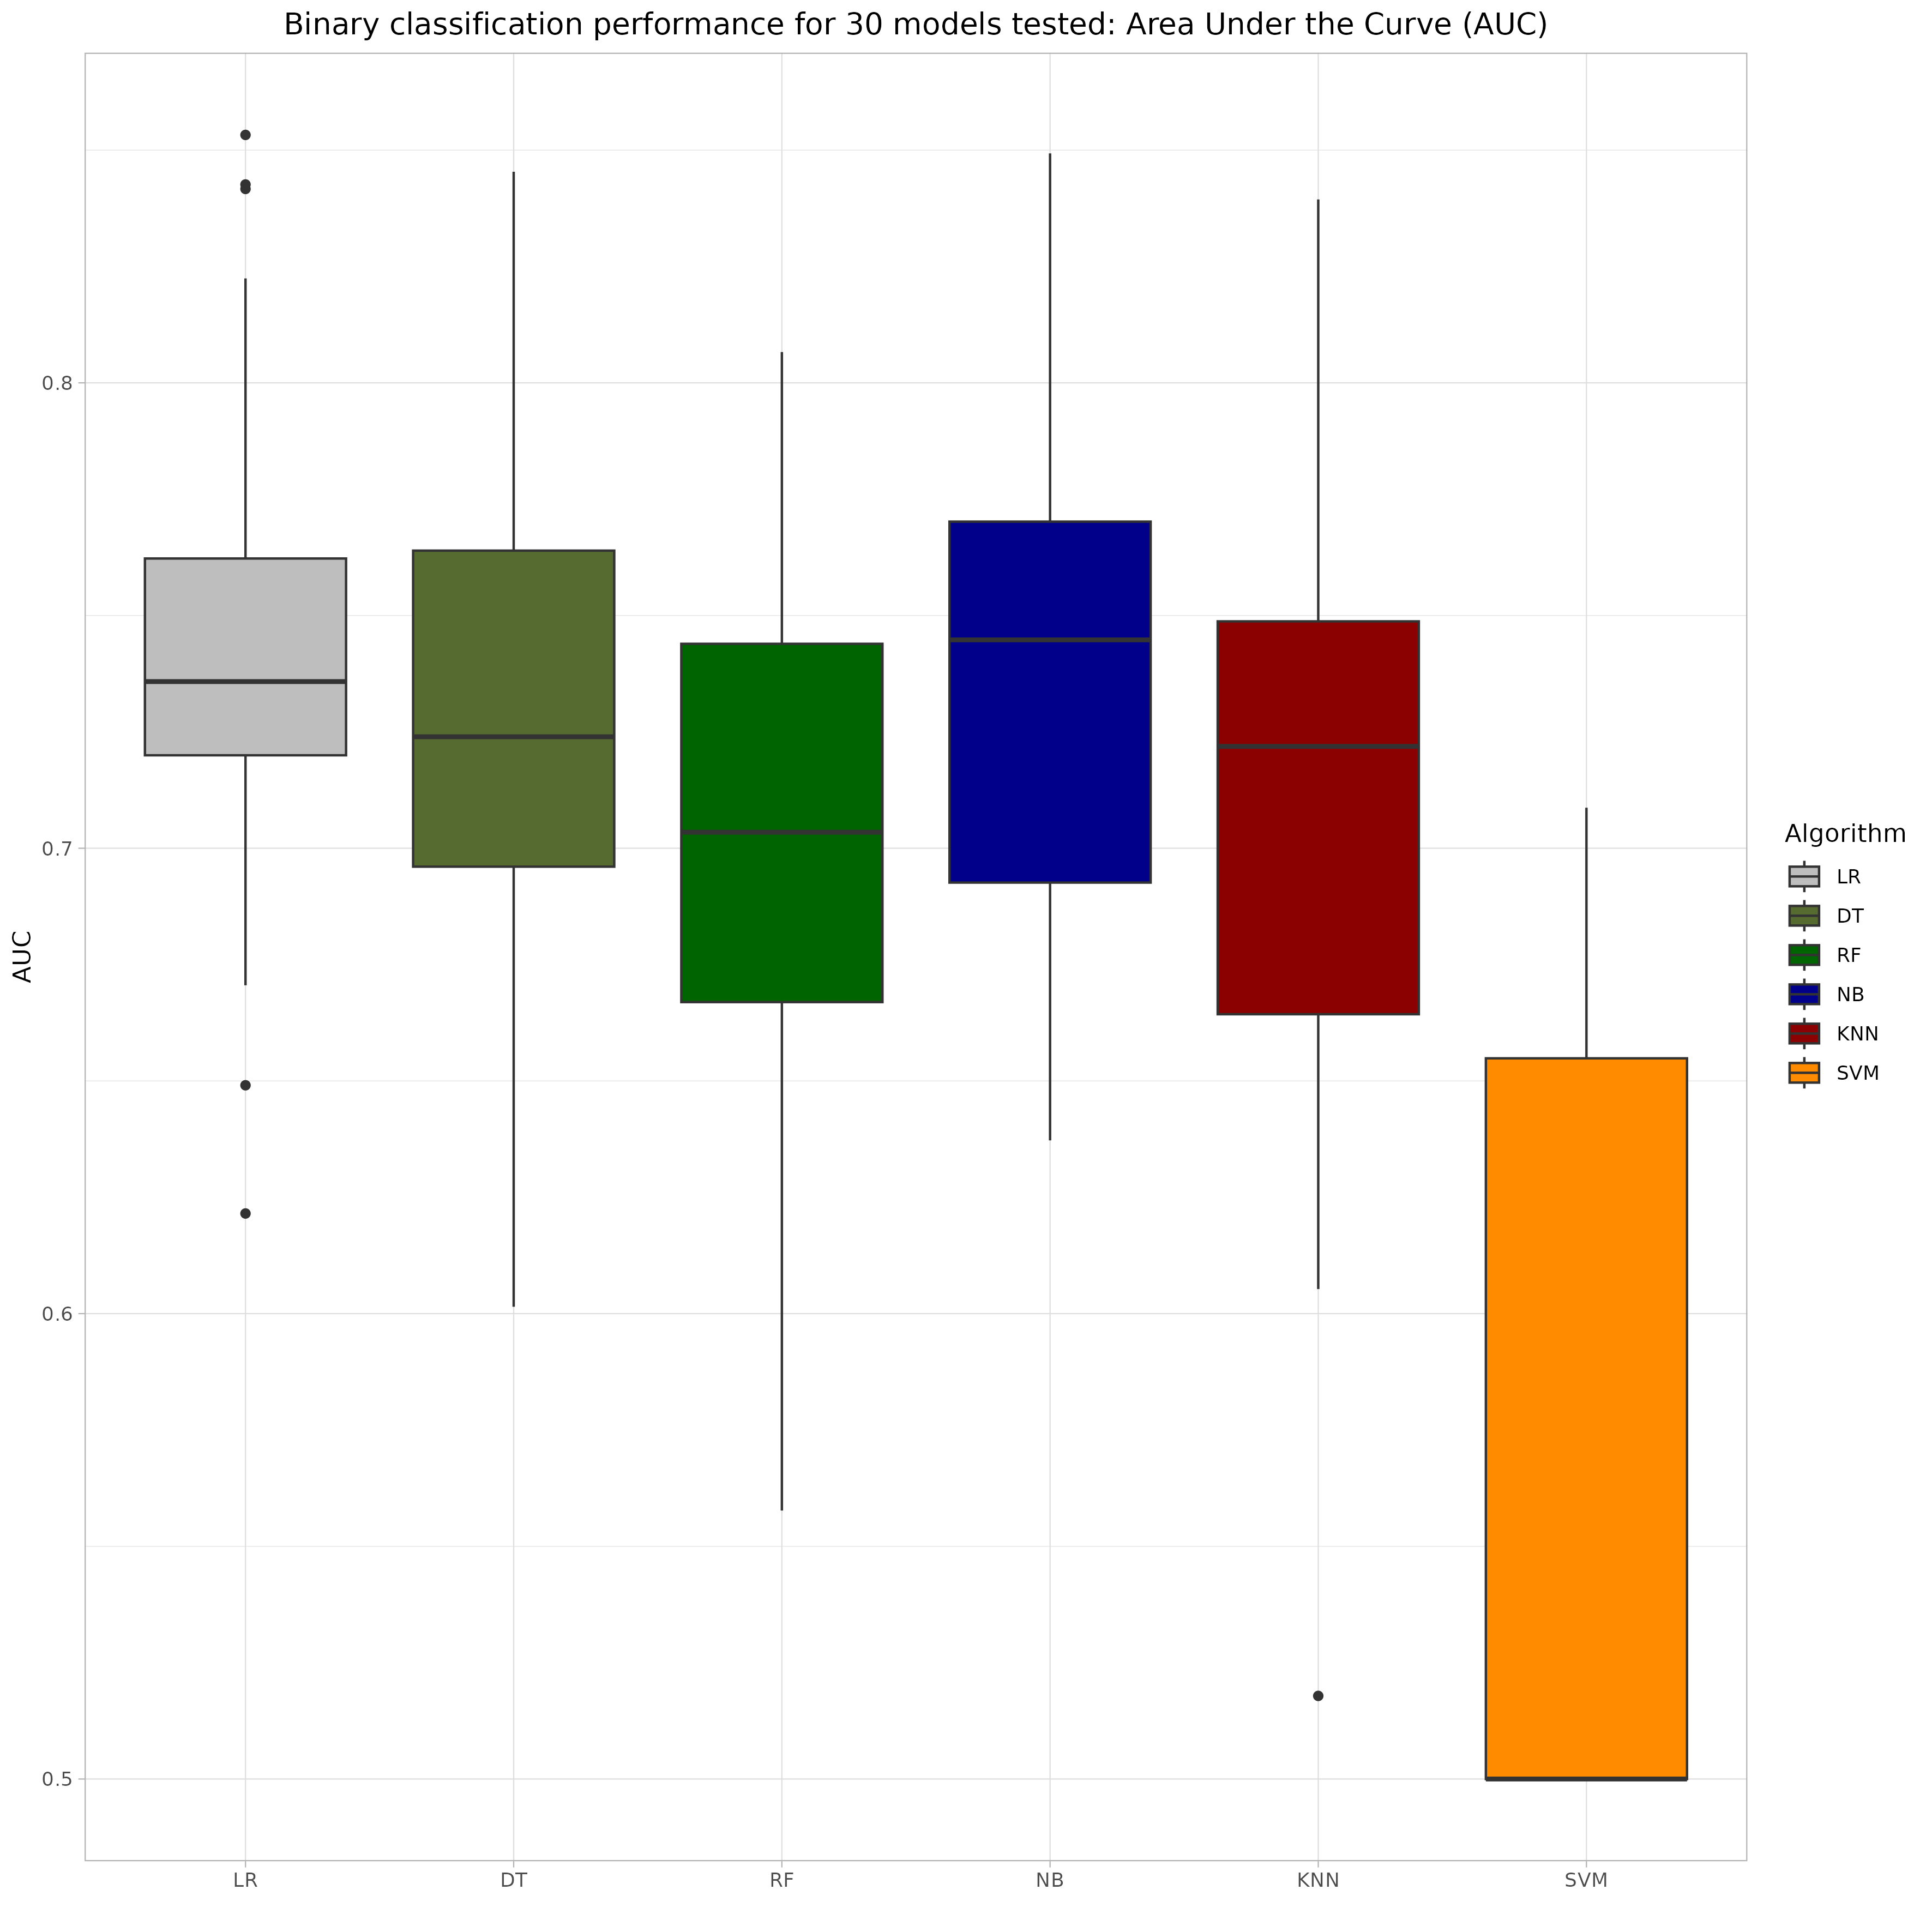 Binary classification performance for 30 models tested: Area Under the Curve (AUC)
AUC
0.8
0.7
0.6
0.5
LR
DT
RF
NB
KNN
SVM
Algorithm
LR
DT
RF
NB
KNN
SVM